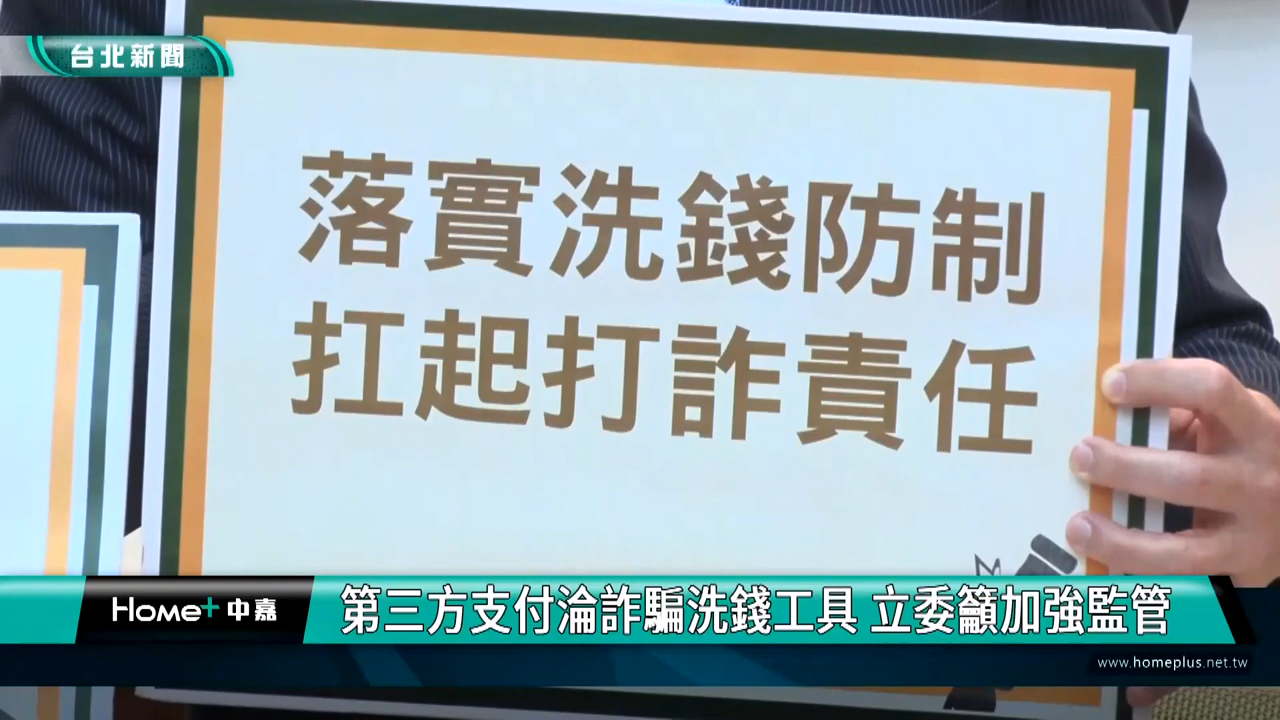 台北新聞
落實洗錢防制
扛起打詐責任
Home+中嘉
第三方支付淪詐騙洗錢工具 立委籲加強監管
www.homeplus.net.tw